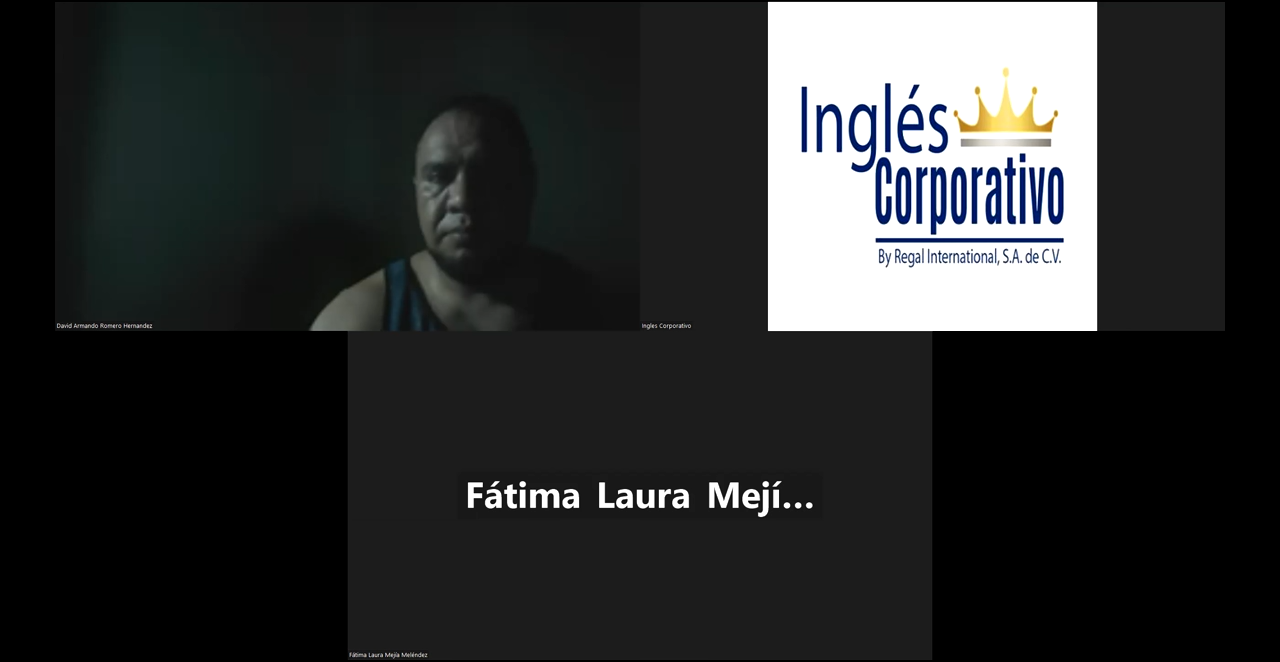 Inglés
Corporativo
By Regal International, S.A. de C.V.
David Armando Romero Hernandez
Ingles Corporativo
Fátima Laura Mejí...
Fátima Laura Mejía Meléndez